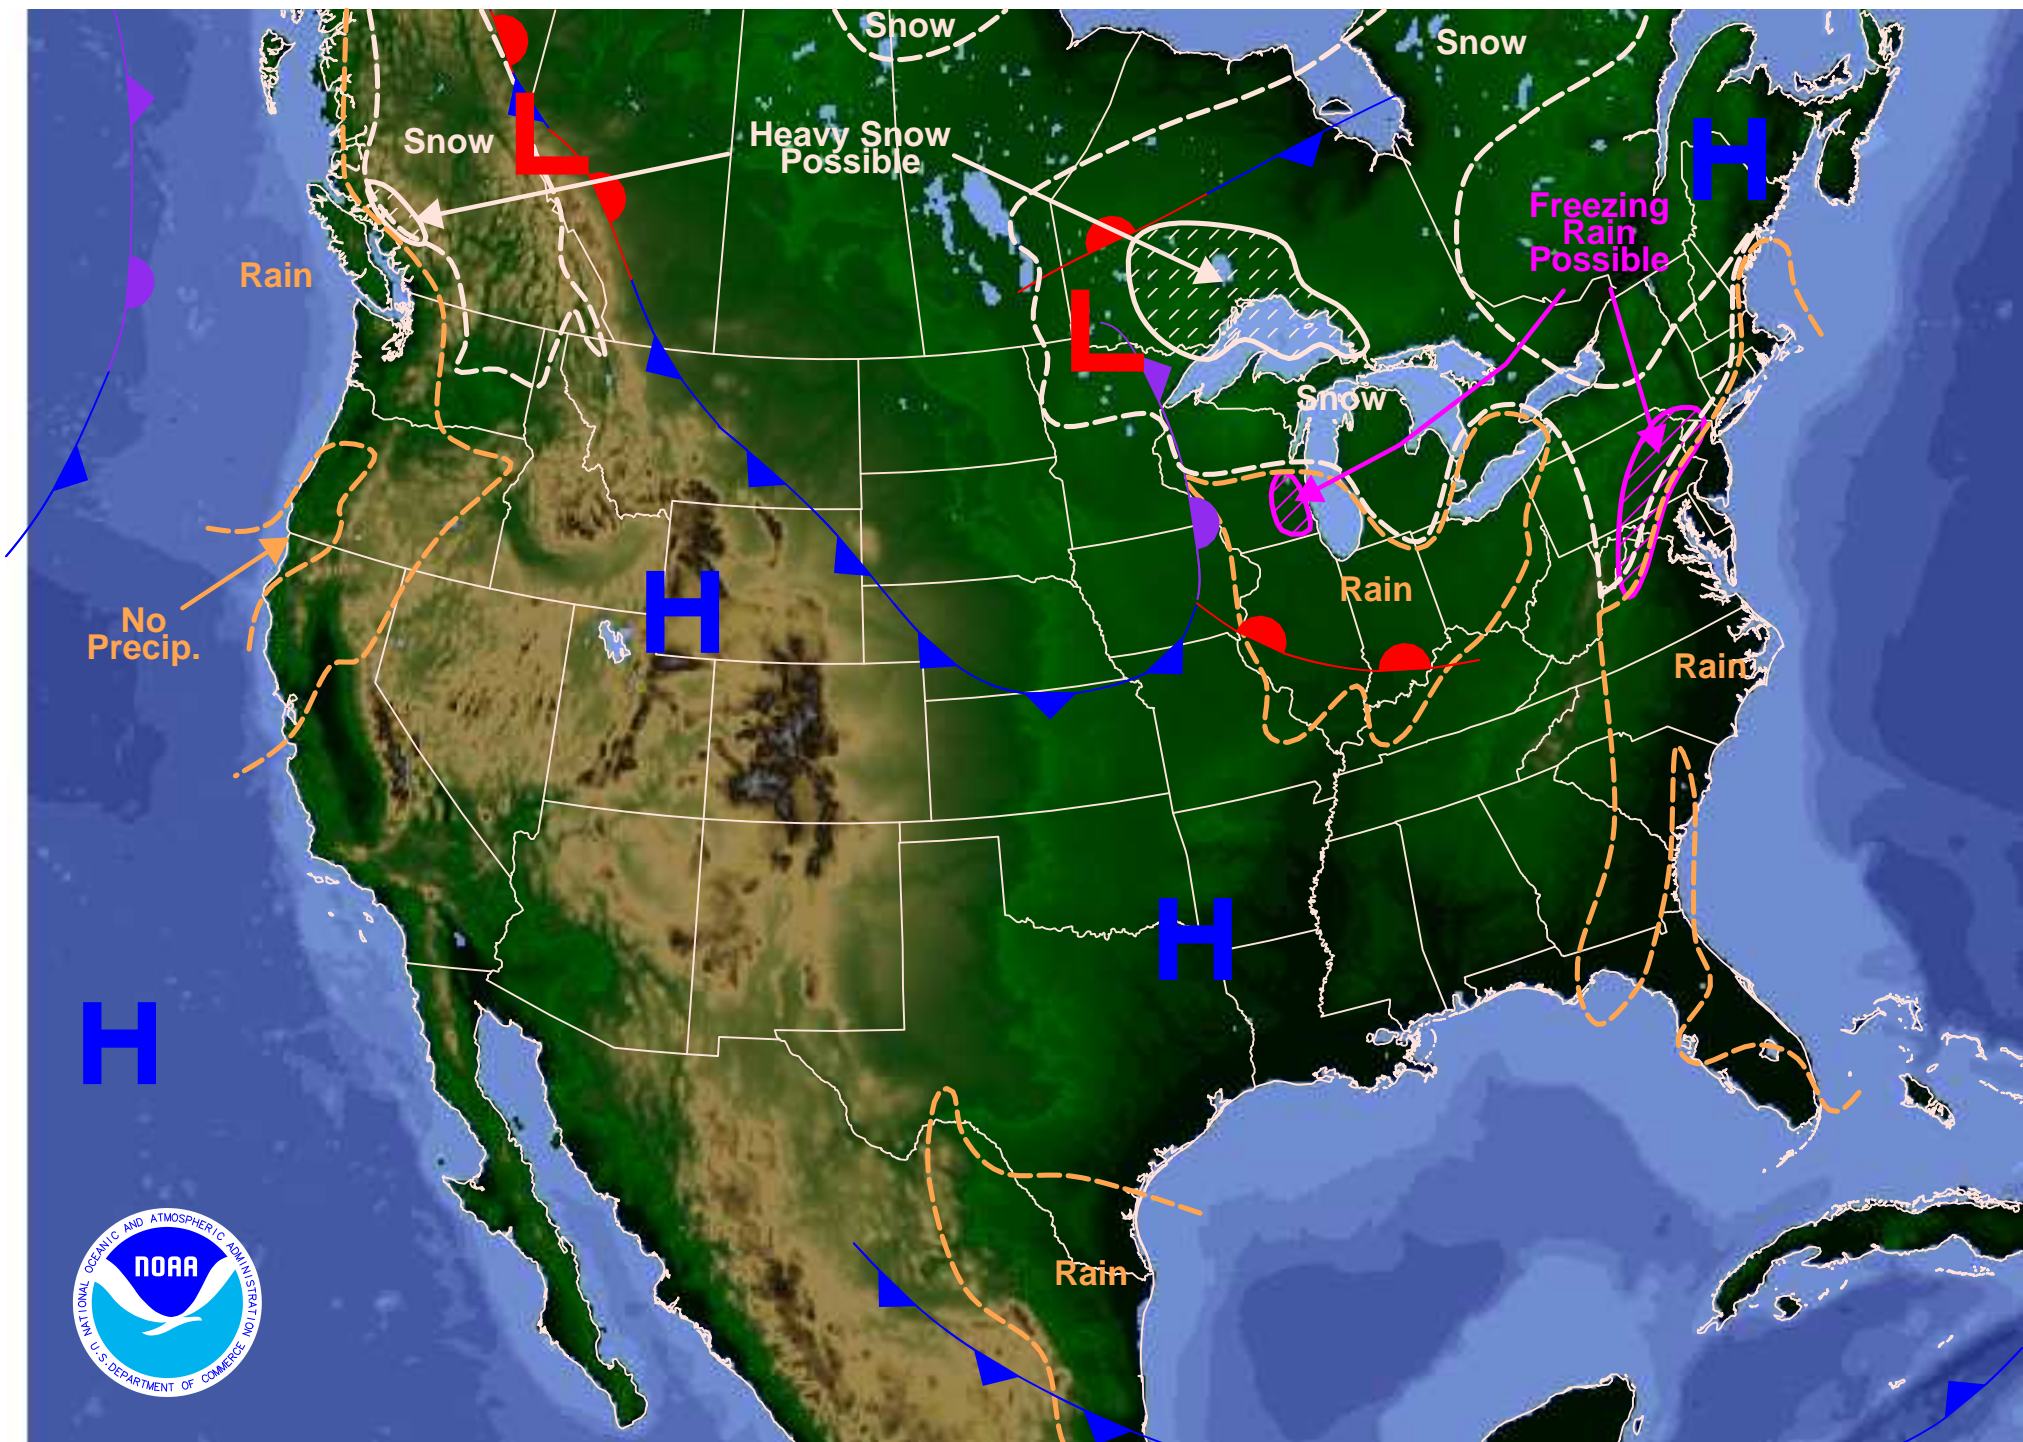 Snow
Snow
Snow
Heavy Snow
Possible
H
L
Freezing
Rain
Possible
Rain
L
Snow
H
Rain
No
Precip.
Rain
H
H
Rain
NOAA
NATIONAL OCEANIC AND ATMOSPHERIC ADMINISTRATION
U.S. DEPARTMENT OF COMMERCE